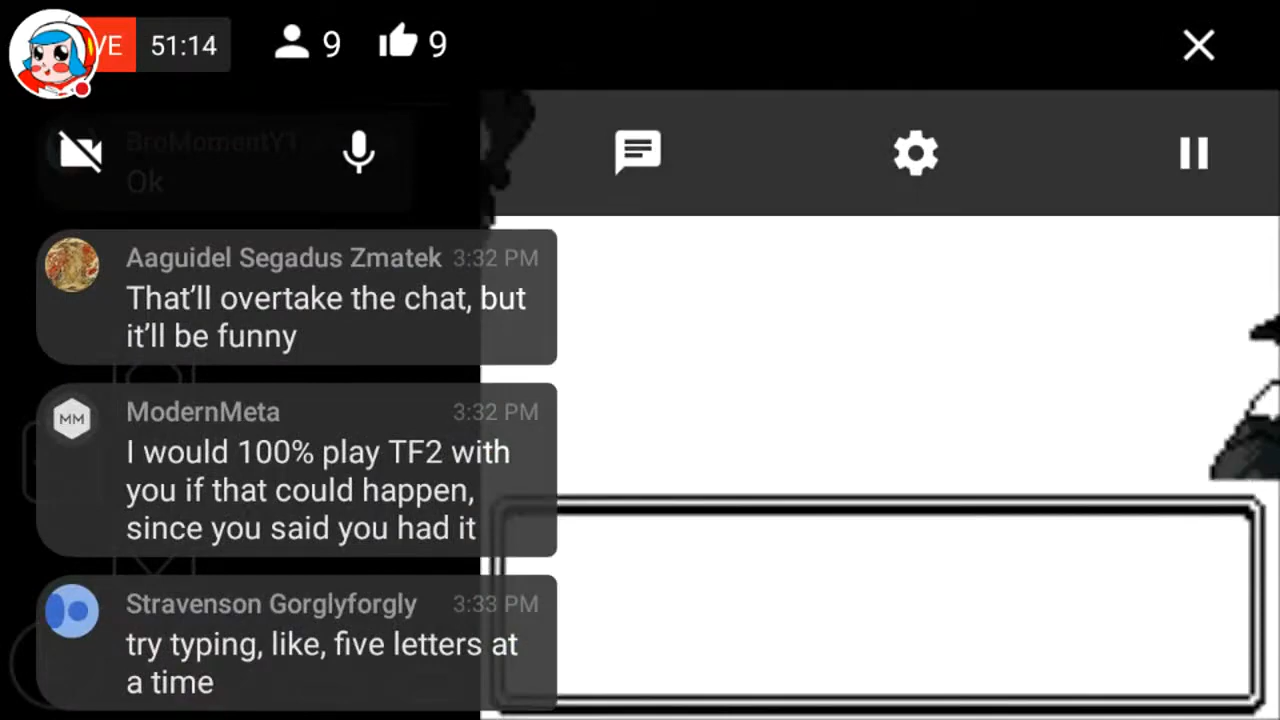 VE 51:14 9 9
BroMomentYT
Ok
Aaguidel Segadus Zmatek 3:32 PM
That’ll overtake the chat, but
it’ll be funny
MM
ModernMeta 3:32 PM
I would 100% play TF2 with
you if that could happen,
since you said you had it
Stravenson Gorglyforgly 3:33 PM
try typing, like, five letters at
a time